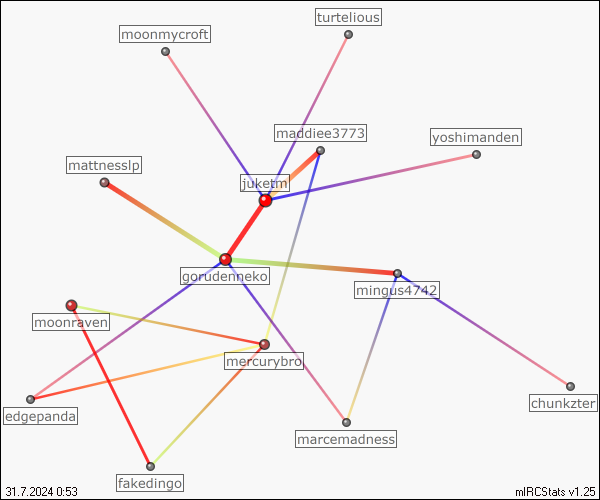 turtelious
moonmycroft
maddiee3773
yoshimanden
mattnesslp
juketm
gorudenneko
mingus4742
moonraven
mercurybro
chunkzter
edgepanda
marcemadness
fakedingo
31.7.2024 0:53
mIRCStats v1.25